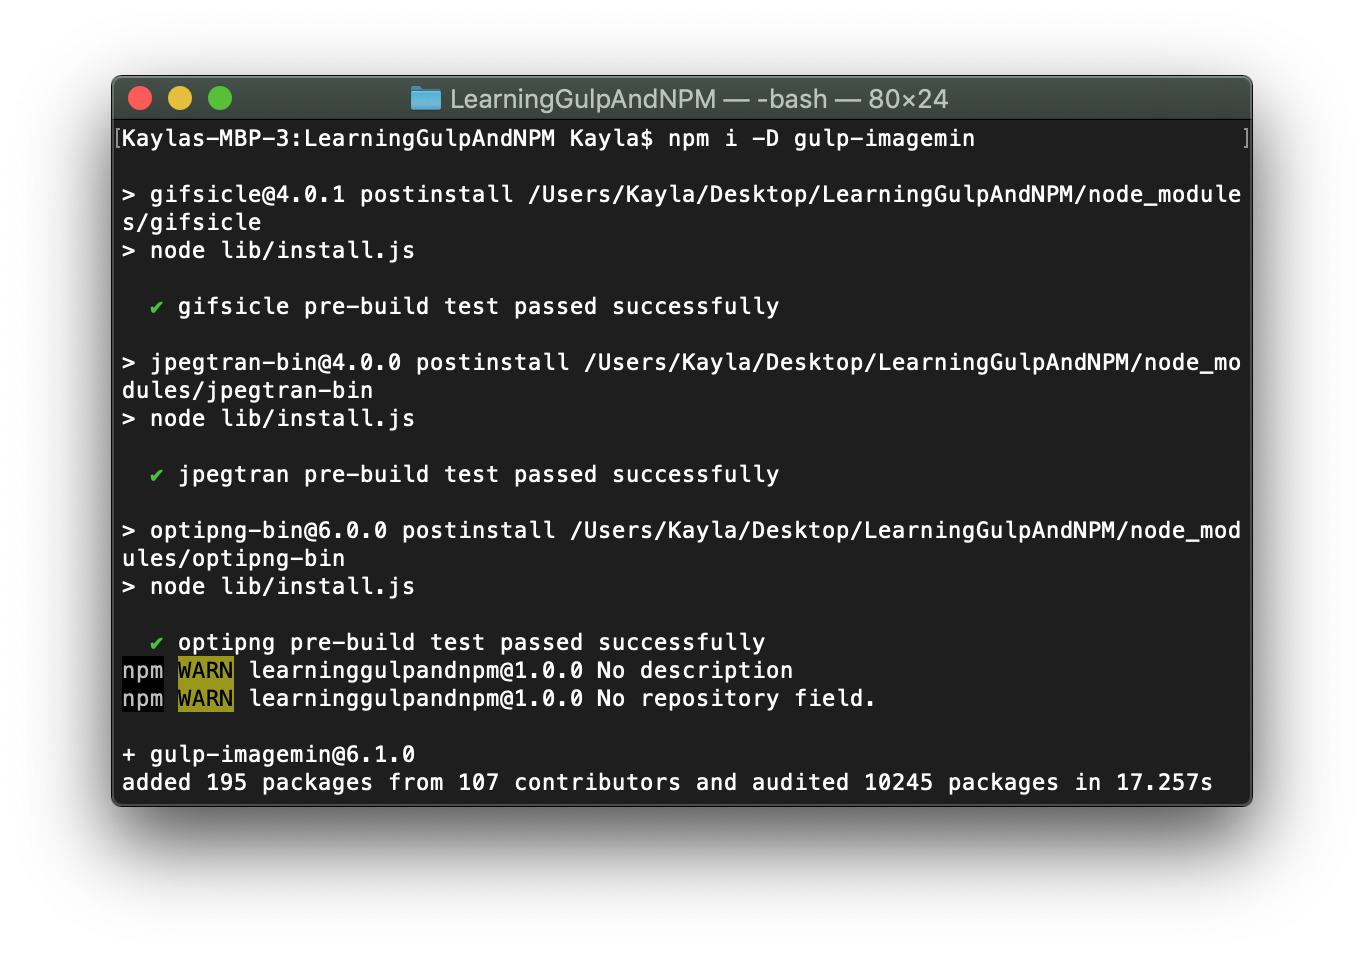 LearningGulpAndNPM — -bash — 80×24
[Kaylas-MBP-3:LearningGulpAndNPM Kayla$ npm i -D gulp-imagemin ]
> gifsicle@4.0.1 postinstall /Users/Kayla/Desktop/LearningGulpAndNPM/node_module
s/gifsicle
> node lib/install.js
✔ gifsicle pre-build test passed successfully
> jpegtran-bin@4.0.0 postinstall /Users/Kayla/Desktop/LearningGulpAndNPM/node_mo
dules/jpegtran-bin
> node lib/install.js
✔ jpegtran pre-build test passed successfully
> optipng-bin@6.0.0 postinstall /Users/Kayla/Desktop/LearningGulpAndNPM/node_mod
ules/optipng-bin
> node lib/install.js
✔ optipng pre-build test passed successfully
npm WARN learninggulpandnpm@1.0.0 No description
npm WARN learninggulpandnpm@1.0.0 No repository field.
+ gulp-imagemin@6.1.0
added 195 packages from 107 contributors and audited 10245 packages in 17.257s